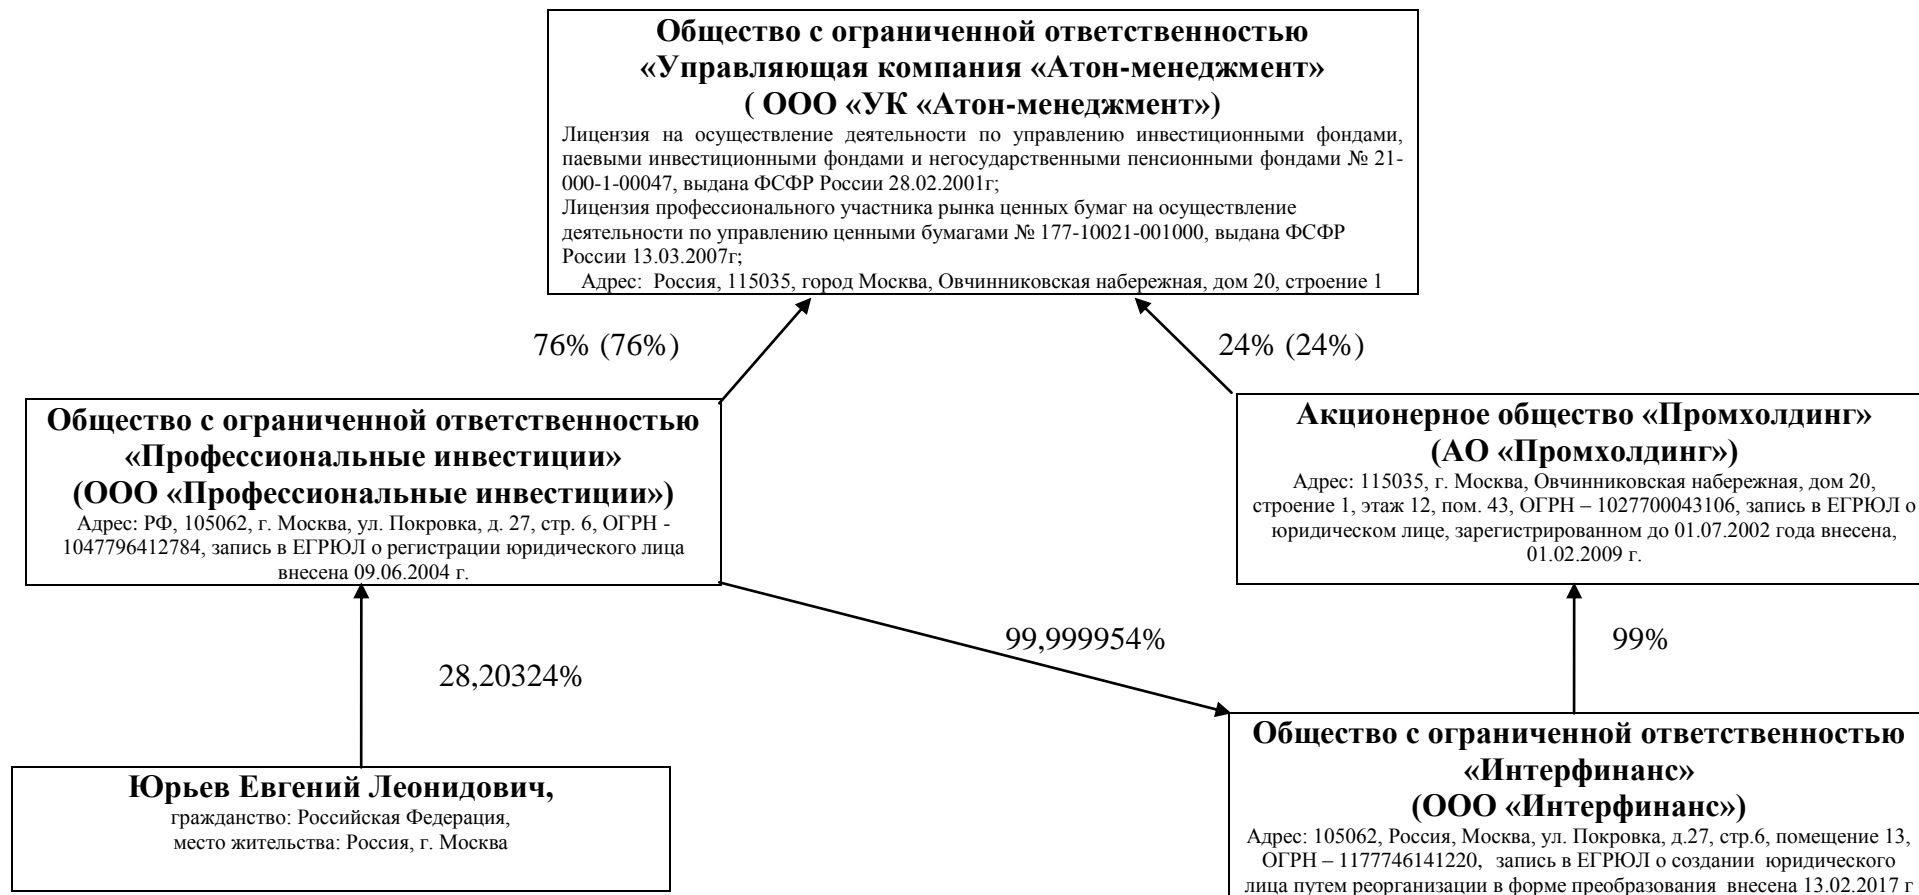 Общество с ограниченной ответственностью
«Управляющая компания «Атон-менеджмент»
( ООО «УК «Атон-менеджмент»)
Лицензия на осуществление деятельности по управлению инвестиционными фондами,
паевыми инвестиционными фондами и негосударственными пенсионными фондами № 21-
000-1-00047, выдана ФСФР России 28.02.2001г;
Лицензия профессионального участника рынка ценных бумаг на осуществление
деятельности по управлению ценными бумагами № 177-10021-001000, выдана ФСФР
России 13.03.2007г;
Адрес: Россия, 115035, город Москва, Овчинниковская набережная, дом 20, строение 1
76% (76%)
24% (24%)
Общество с ограниченной ответственностью
«Профессиональные инвестиции»
(ООО «Профессиональные инвестиции»)
Адрес: РФ, 105062, г. Москва, ул. Покровка, д. 27, стр. 6, ОГРН -
1047796412784, запись в ЕГРЮЛ о регистрации юридического лица
внесена 09.06.2004 г.
Акционерное общество «Промхолдинг»
(АО «Промхолдинг»)
Адрес: 115035, г. Москва, Овчинниковская набережная, дом 20,
строение 1, этаж 12, пом. 43, ОГРН – 1027700043106, запись в ЕГРЮЛ о
юридическом лице, зарегистрированном до 01.07.2002 года внесена,
01.02.2009 г.
99,999954%
99%
28,20324%
Юрьев Евгений Леонидович,
гражданство: Российская Федерация,
место жительства: Россия, г. Москва
Общество с ограниченной ответственностью
«Интерфинанс»
(ООО «Интерфинанс»)
Адрес: 105062, Россия, Москва, ул. Покровка, д.27, стр.6, помещение 13,
ОГРН – 1177746141220, запись в ЕГРЮЛ о создании юридического
лица путем реорганизации в форме преобразования внесена 13.02.2017 г